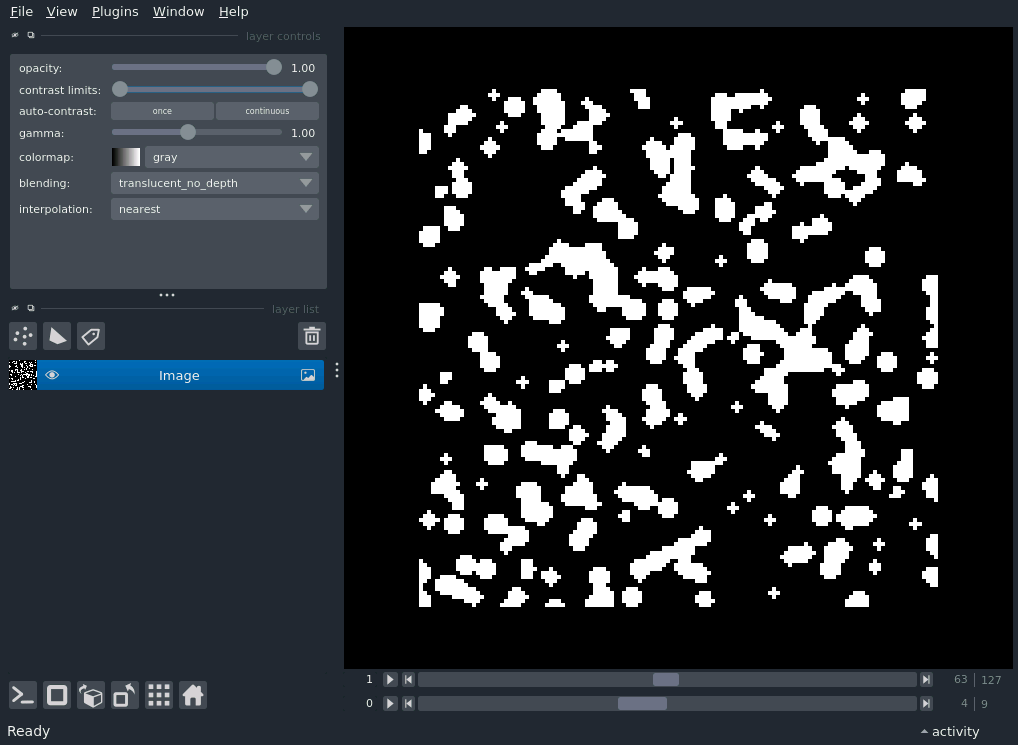 File View Plugins Window Help
layer controls
opacity: 1.00
contrast limits:
auto-contrast: once continuous
gamma: 1.00
colormap: gray
blending: translucent_no_depth
interpolation: nearest
layer list
Image
1 63 127
0 4 9
Ready activity